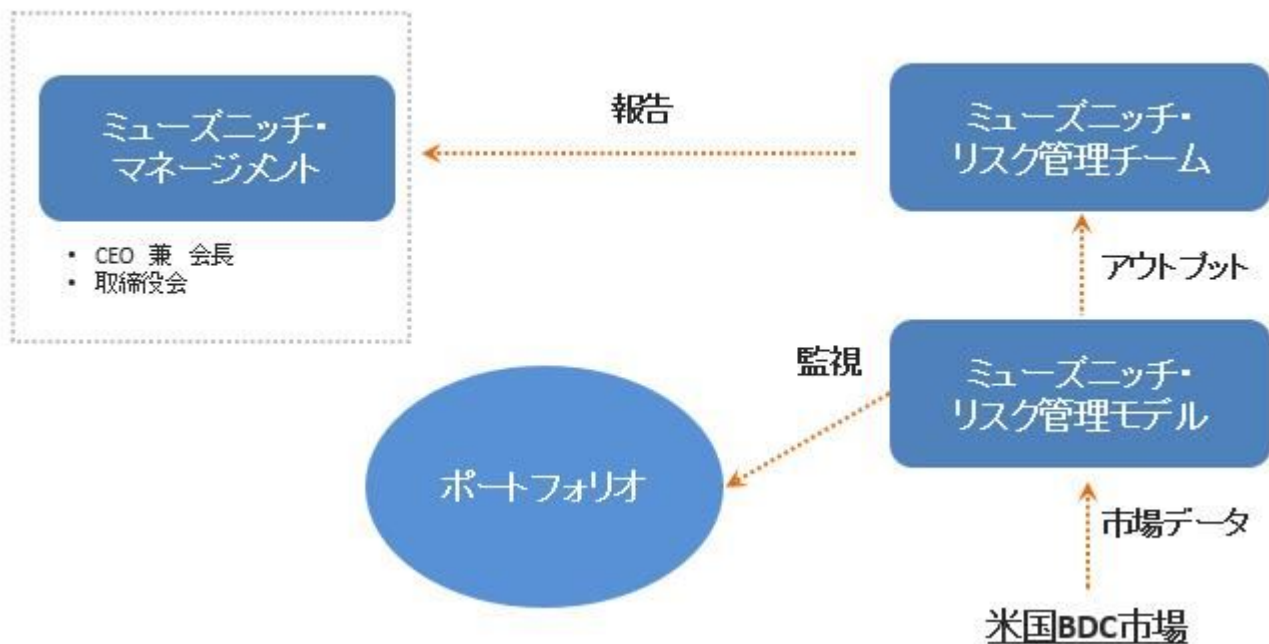 ミューズニッチ・
マネージメント
• CEO 兼 会長
• 取締役会
報告
ミューズニッチ・
リスク管理チーム
アウトプット
監視
ミューズニッチ・
リスク管理モデル
ポートフォリオ
市場データ
米国BDC市場